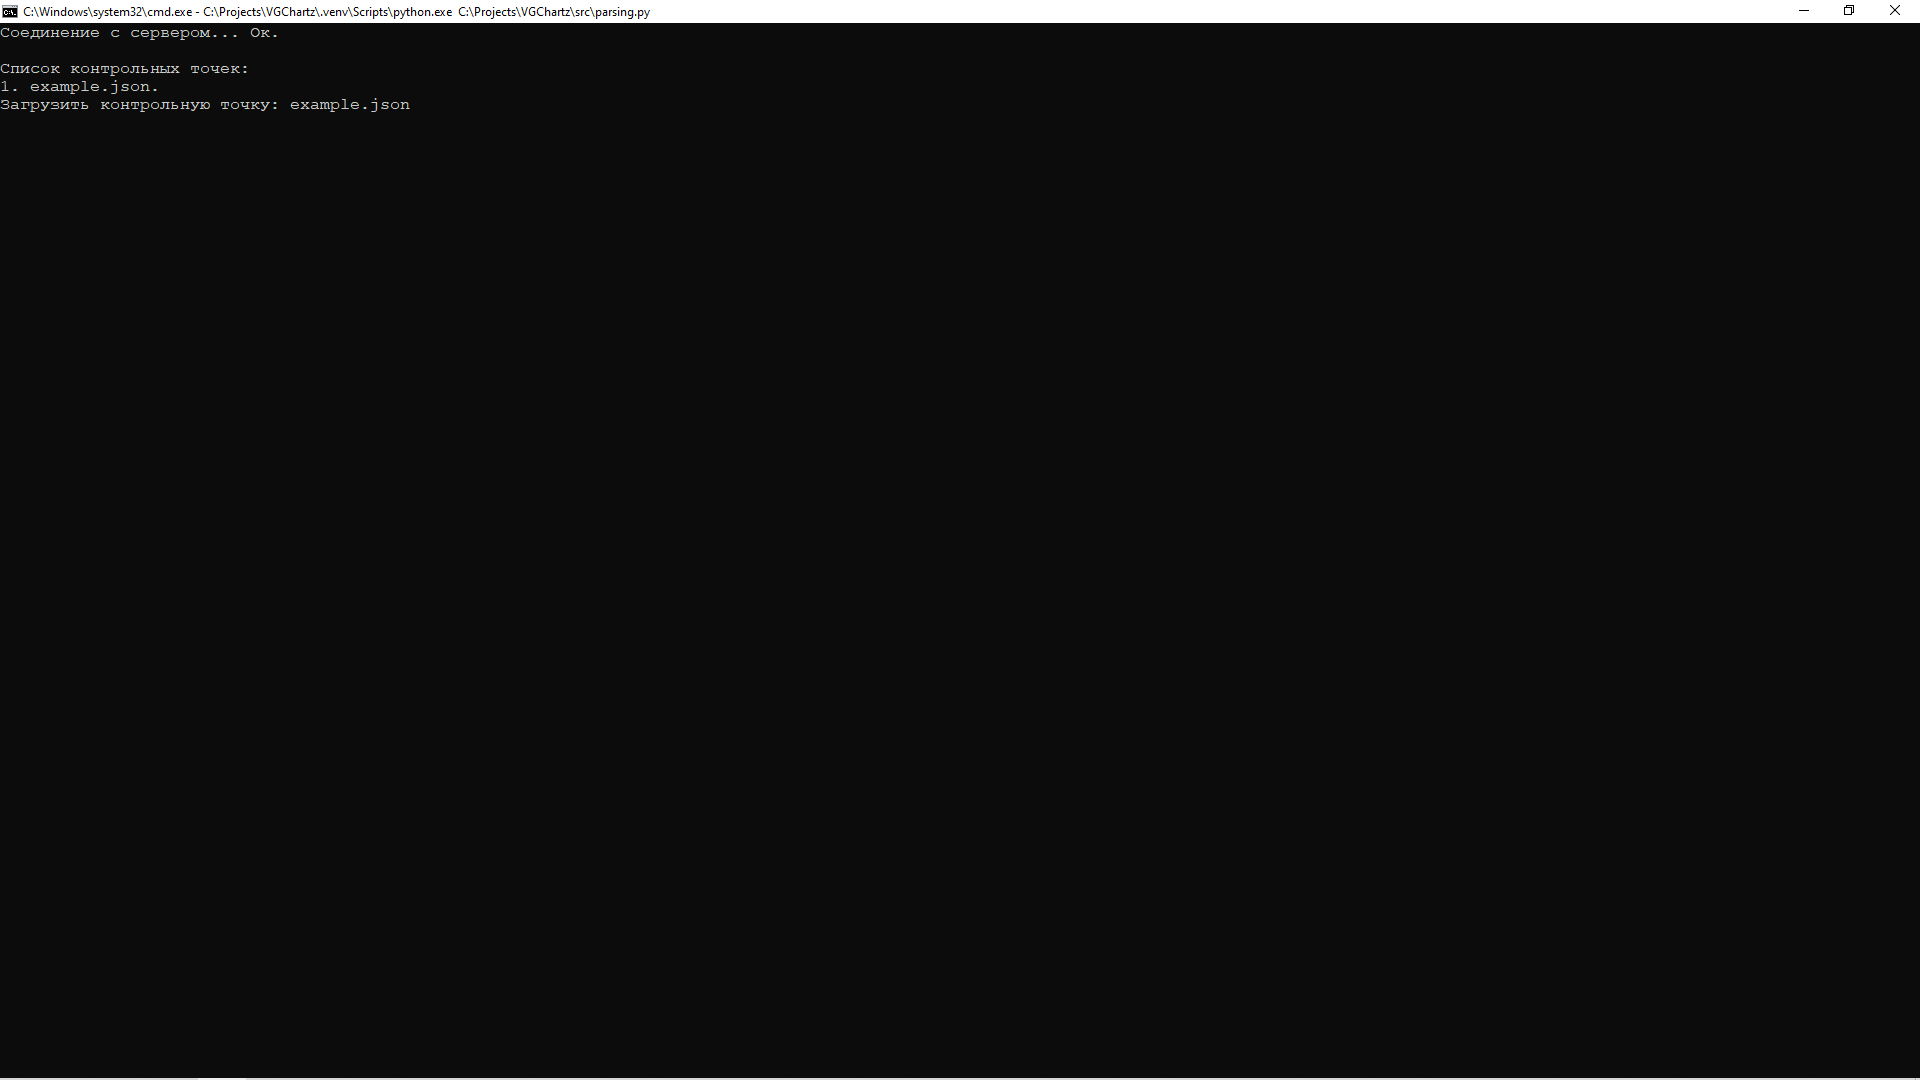 C:\Windows\system32\cmd.exe - C:\Projects\VGChartz\.venv\Scripts\python.exe C:\Projects\VGChartz\src\parsing.py
Соединение с сервером... Ок.
Список контрольных точек:
1. example.json.
Загрузить контрольную точку: example.json